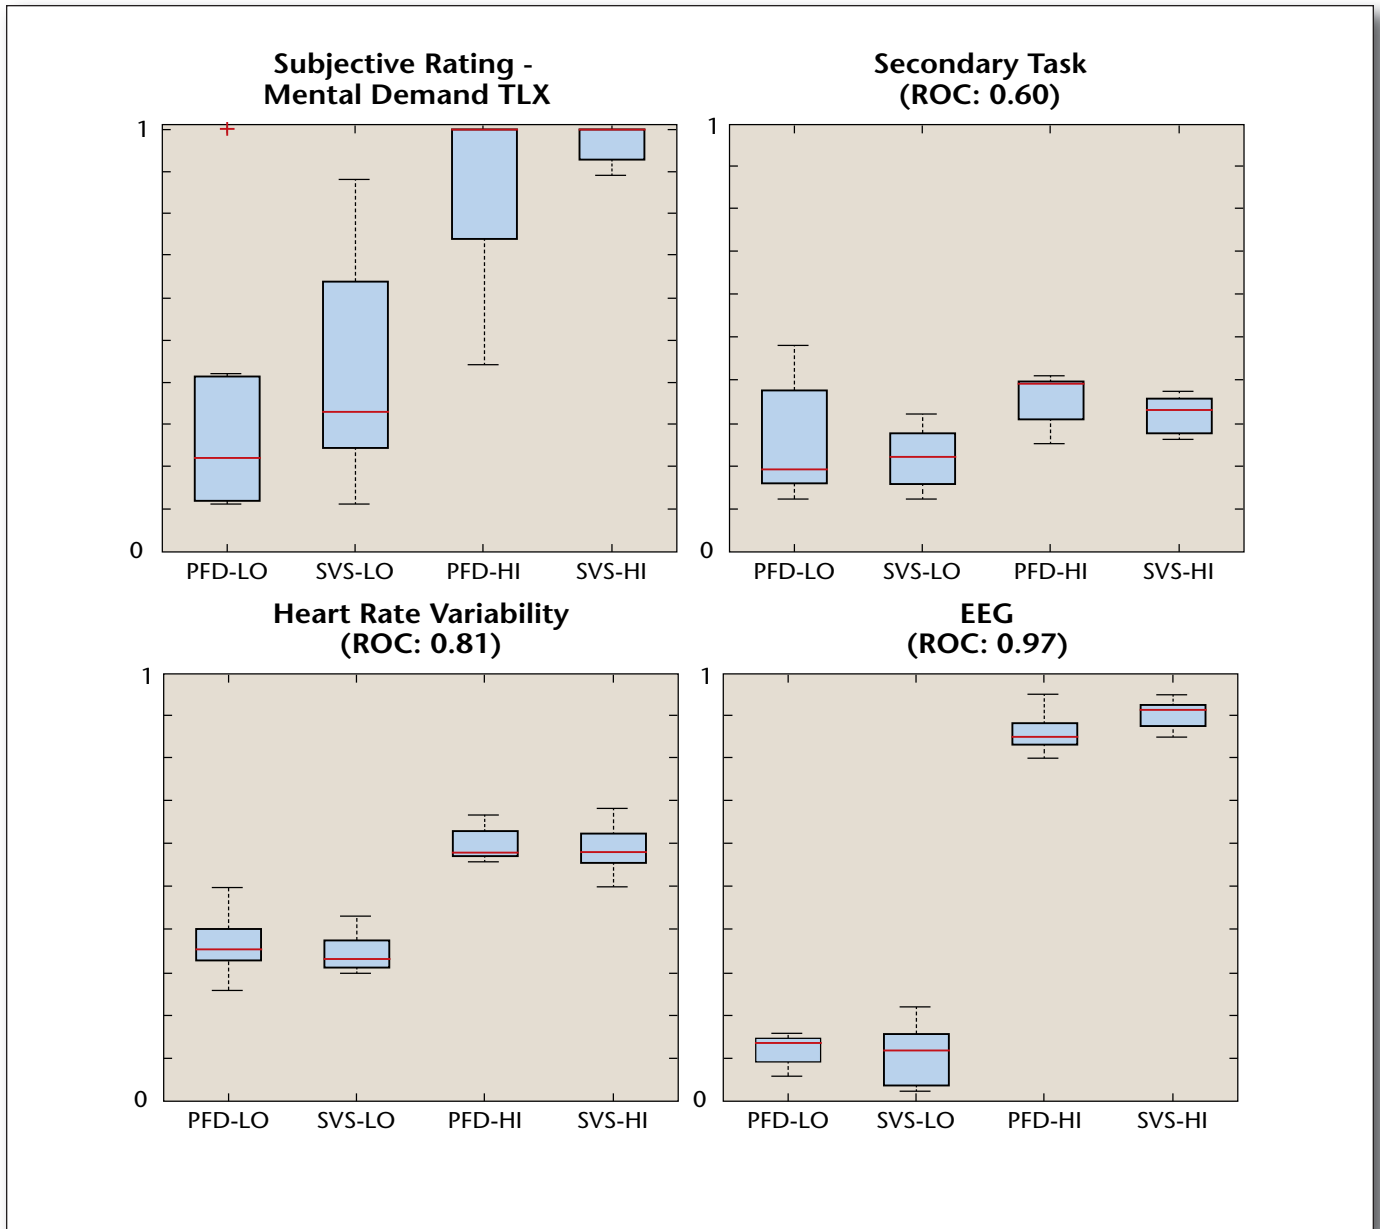 Subjective Rating -
Mental Demand TLX
1
0
PFD-LO SVS-LO PFD-HI SVS-HI
Secondary Task
(ROC: 0.60)
1
0
PFD-LO SVS-LO PFD-HI SVS-HI
Heart Rate Variability
(ROC: 0.81)
1
0
PFD-LO SVS-LO PFD-HI SVS-HI
EEG
(ROC: 0.97)
1
0
PFD-LO SVS-LO PFD-HI SVS-HI